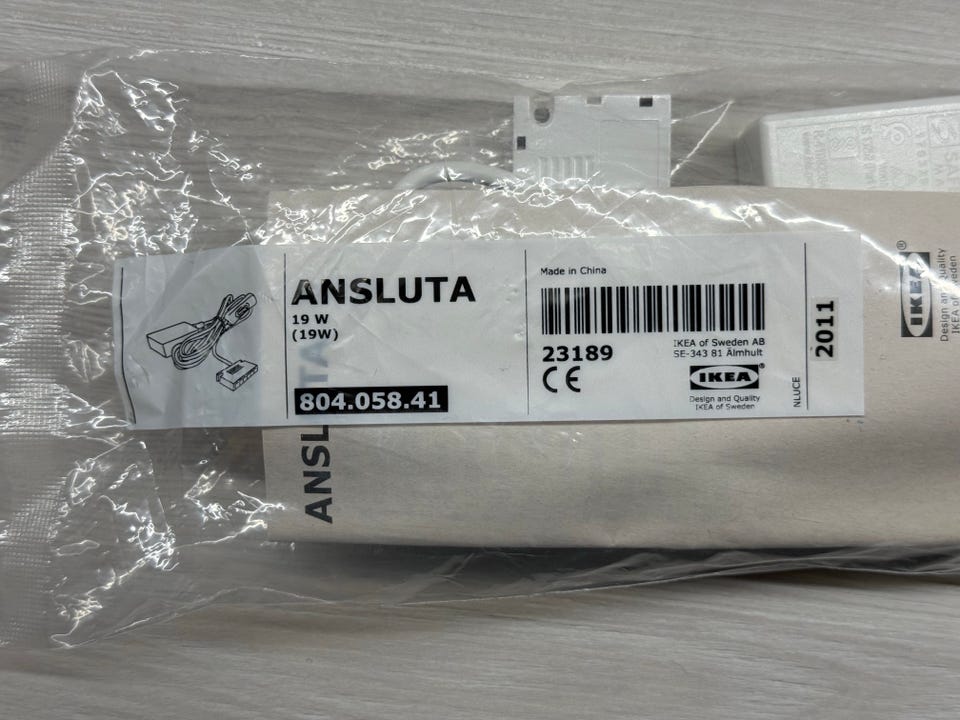 ANSLUTA
19 W
(19W)
804.058.41
Made in China
23189
CE
IKEA of Sweden AB
SE-343 81 Älmhult
IKEA®
Design and Quality
IKEA of Sweden
NLUCE
2011
ANSLUTA
IKEA®
Design and Quality
IKEA of Sweden